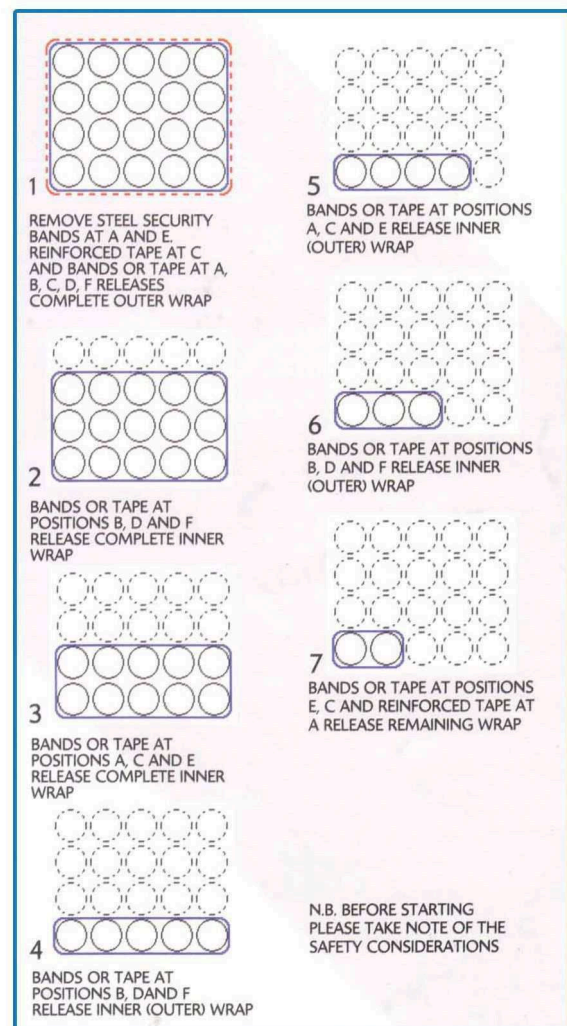 1
REMOVE STEEL SECURITY
BANDS AT A AND E.
REINFORCED TAPE AT C
AND BANDS OR TAPE AT A,
B, C, D, F RELEASES
COMPLETE OUTER WRAP
2
BANDS OR TAPE AT
POSITIONS B, D AND F
RELEASE COMPLETE INNER
WRAP
3
BANDS OR TAPE AT
POSITIONS A, C AND E
RELEASE COMPLETE INNER
WRAP
4
BANDS OR TAPE AT
POSITIONS B, DAND F
RELEASE INNER (OUTER) WRAP
5
BANDS OR TAPE AT POSITIONS
A, C AND E RELEASE INNER
(OUTER) WRAP
6
BANDS OR TAPE AT POSITIONS
B, D AND F RELEASE INNER
(OUTER) WRAP
7
BANDS OR TAPE AT POSITIONS
E, C AND REINFORCED TAPE AT
A RELEASE REMAINING WRAP
N.B. BEFORE STARTING
PLEASE TAKE NOTE OF THE
SAFETY CONSIDERATIONS